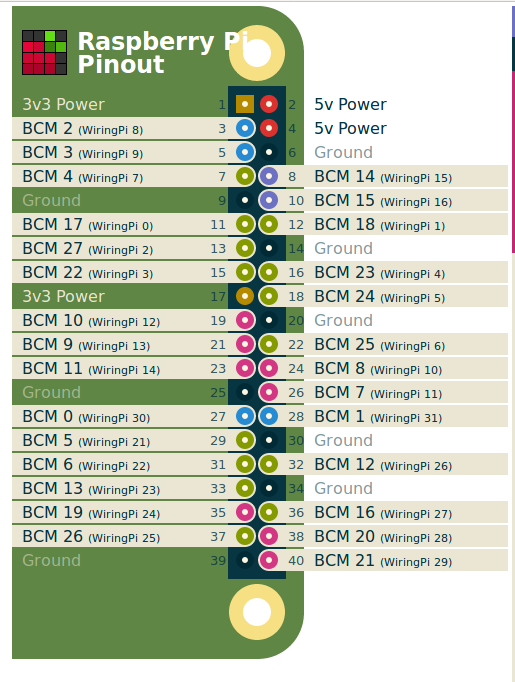 Raspberry Pi
Pinout
3v3 Power 1 2 5v Power
BCM 2 (WiringPi 8) 3 4 5v Power
BCM 3 (WiringPi 9) 5 6 Ground
BCM 4 (WiringPi 7) 7 8 BCM 14 (WiringPi 15)
Ground 9 10 BCM 15 (WiringPi 16)
BCM 17 (WiringPi 0) 11 12 BCM 18 (WiringPi 1)
BCM 27 (WiringPi 2) 13 14 Ground
BCM 22 (WiringPi 3) 15 16 BCM 23 (WiringPi 4)
3v3 Power 17 18 BCM 24 (WiringPi 5)
BCM 10 (WiringPi 12) 19 20 Ground
BCM 9 (WiringPi 13) 21 22 BCM 25 (WiringPi 6)
BCM 11 (WiringPi 14) 23 24 BCM 8 (WiringPi 10)
Ground 25 26 BCM 7 (WiringPi 11)
BCM 0 (WiringPi 30) 27 28 BCM 1 (WiringPi 31)
BCM 5 (WiringPi 21) 29 30 Ground
BCM 6 (WiringPi 22) 31 32 BCM 12 (WiringPi 26)
BCM 13 (WiringPi 23) 33 34 Ground
BCM 19 (WiringPi 24) 35 36 BCM 16 (WiringPi 27)
BCM 26 (WiringPi 25) 37 38 BCM 20 (WiringPi 28)
Ground 39 40 BCM 21 (WiringPi 29)